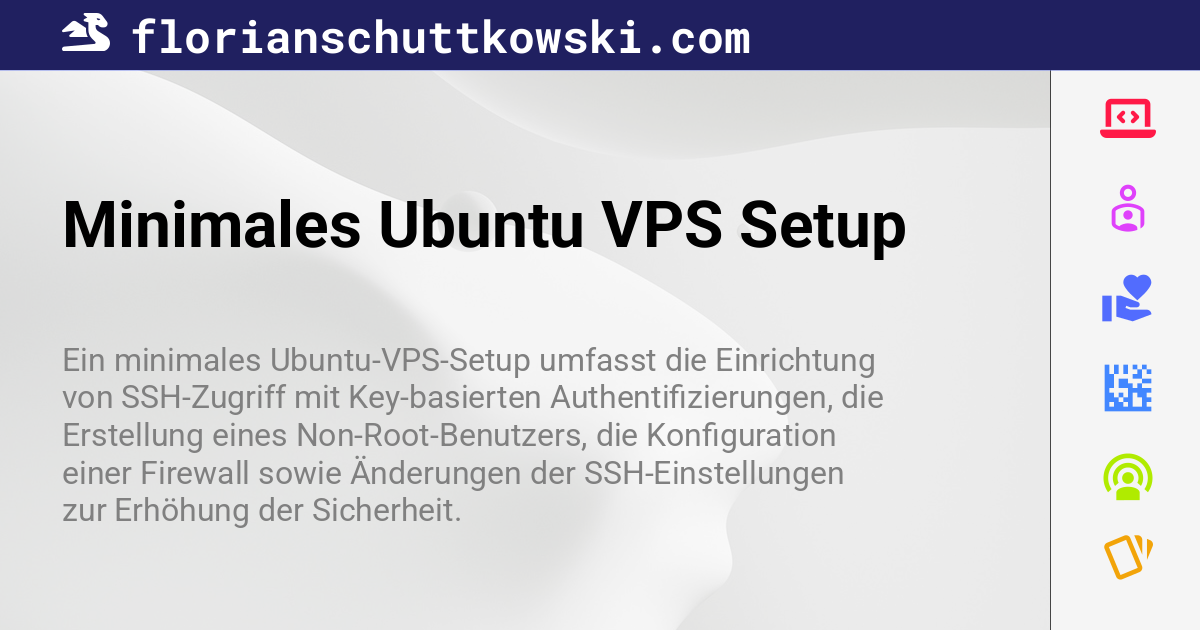 florianschuttkowski.com
Minimales Ubuntu VPS Setup
Ein minimales Ubuntu-VPS-Setup umfasst die Einrichtung
von SSH-Zugriff mit Key-basierten Authentifizierungen, die
Erstellung eines Non-Root-Benutzers, die Konfiguration
einer Firewall sowie Änderungen der SSH-Einstellungen
zur Erhöhung der Sicherheit.